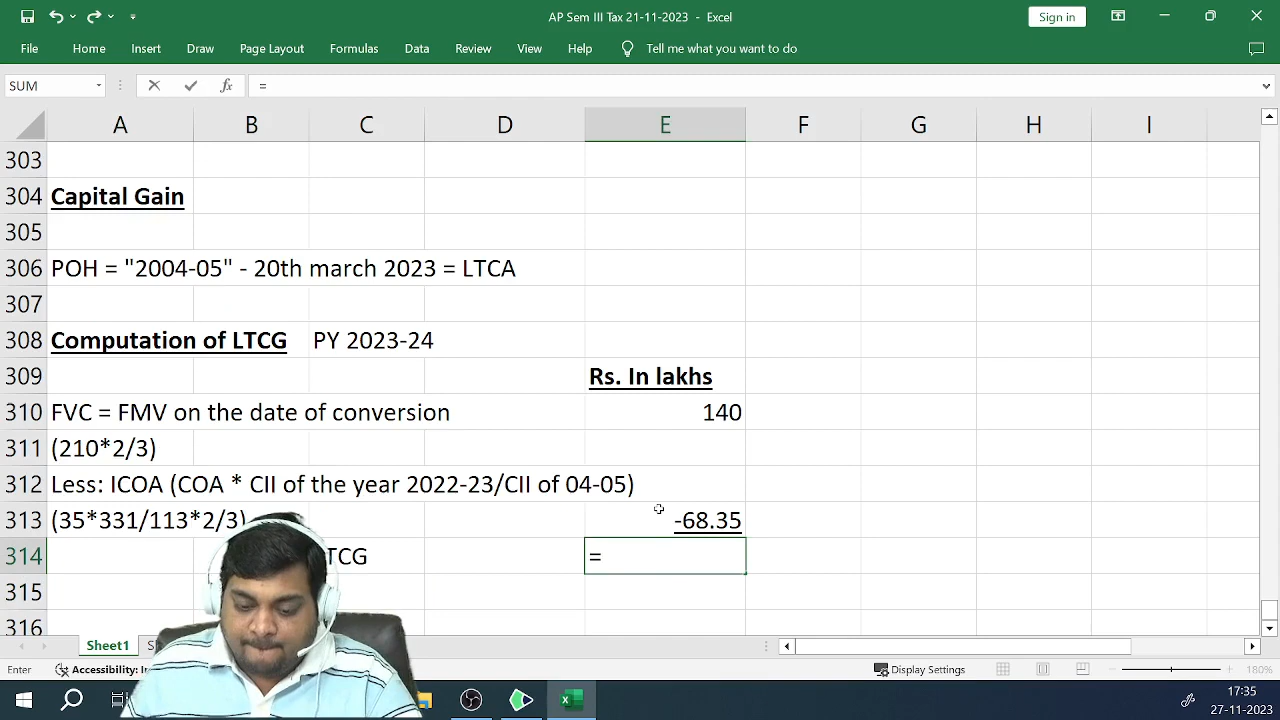 AP Sem III Tax 21-11-2023 - Excel
Sign in
File Home Insert Draw Page Layout Formulas Data Review View Help Tell me what you want to do
SUM fx =
A B C D E F G H I
303
304 Capital Gain
305
306 POH = "2004-05" - 20th march 2023 = LTCA
307
308 Computation of LTCG PY 2023-24
309 Rs. In lakhs
310 FVC = FMV on the date of conversion 140
311 (210*2/3)
312 Less: ICOA (COA * CII of the year 2022-23/CII of 04-05)
313 (35*331/113*2/3) -68.35
314 TCG =
315
316
Sheet1 S
Enter Accessibility: Display Settings 180%
17:35
27-11-2023